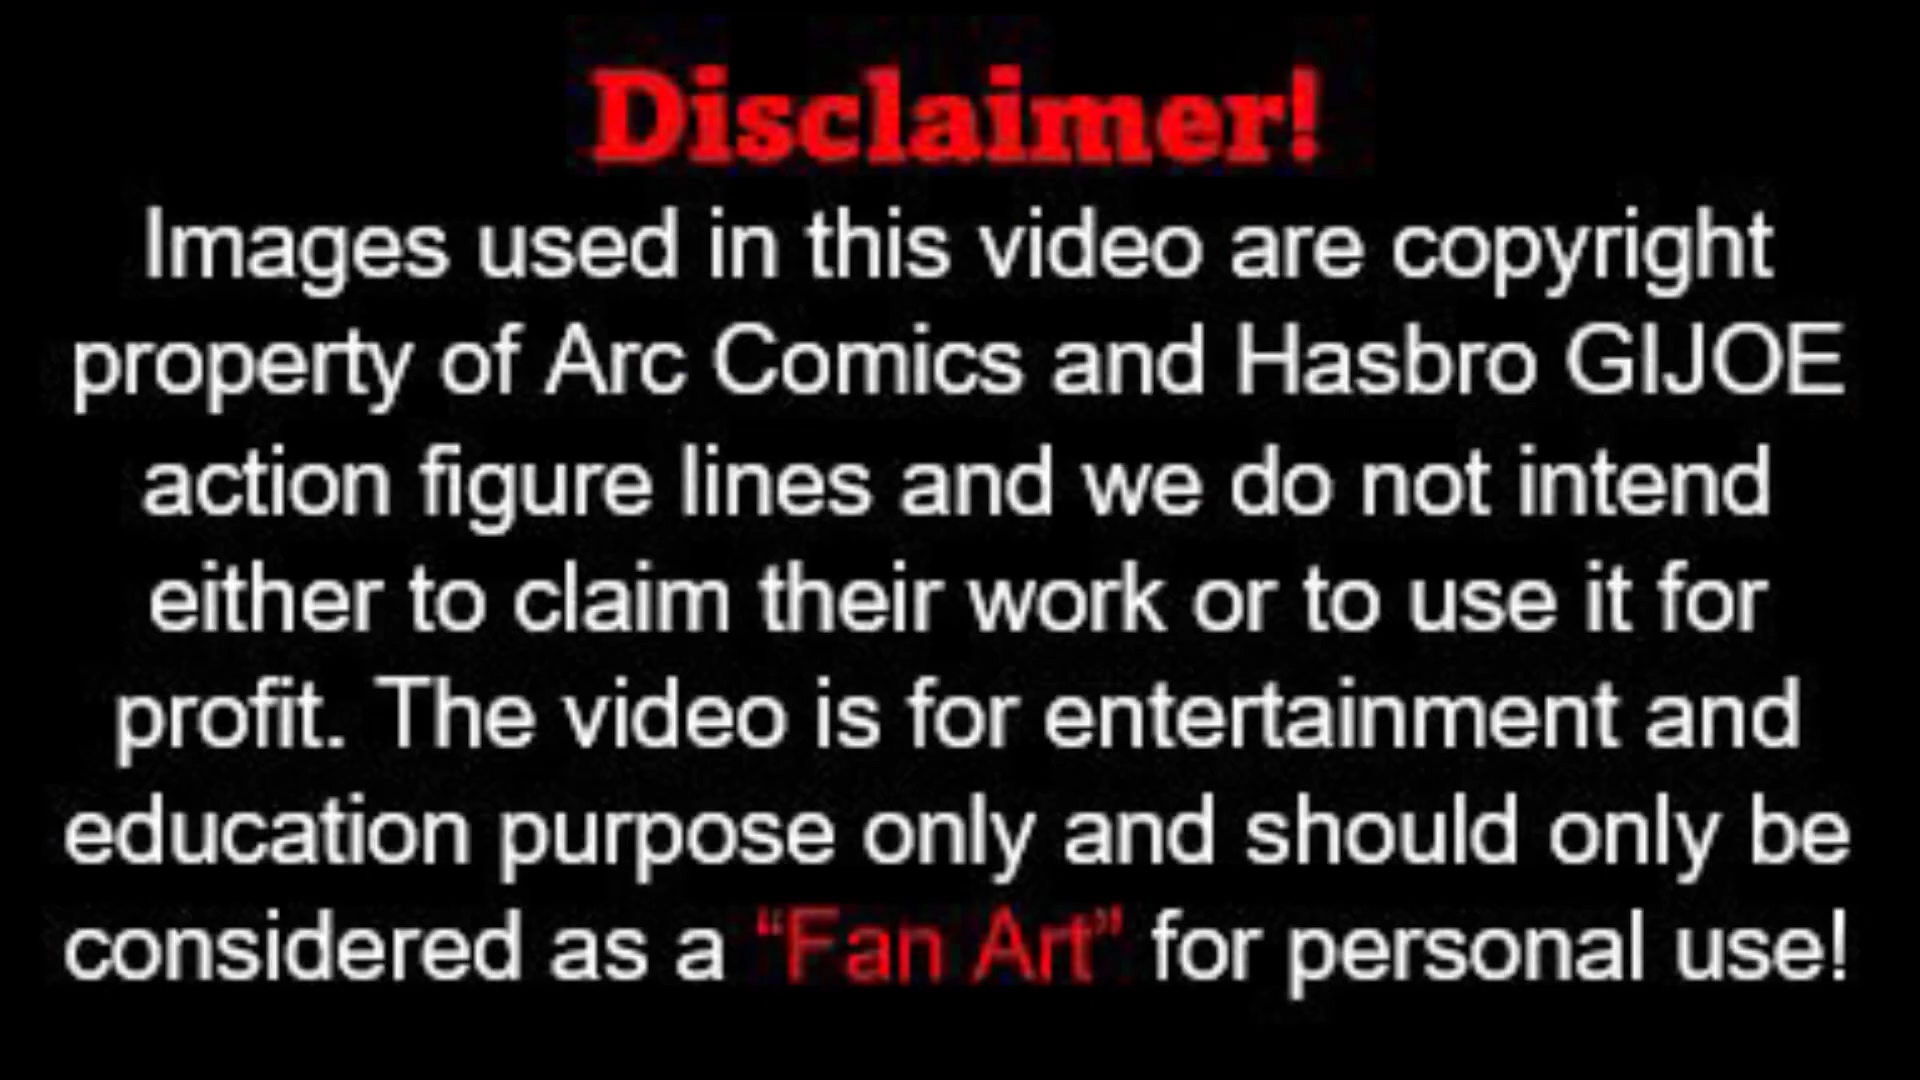 Disclaimer!
Images used in this video are copyright
property of Arc Comics and Hasbro GIJOE
action figure lines and we do not intend
either to claim their work or to use it for
profit. The video is for entertainment and
education purpose only and should only be
considered as a “Fan Art” for personal use!